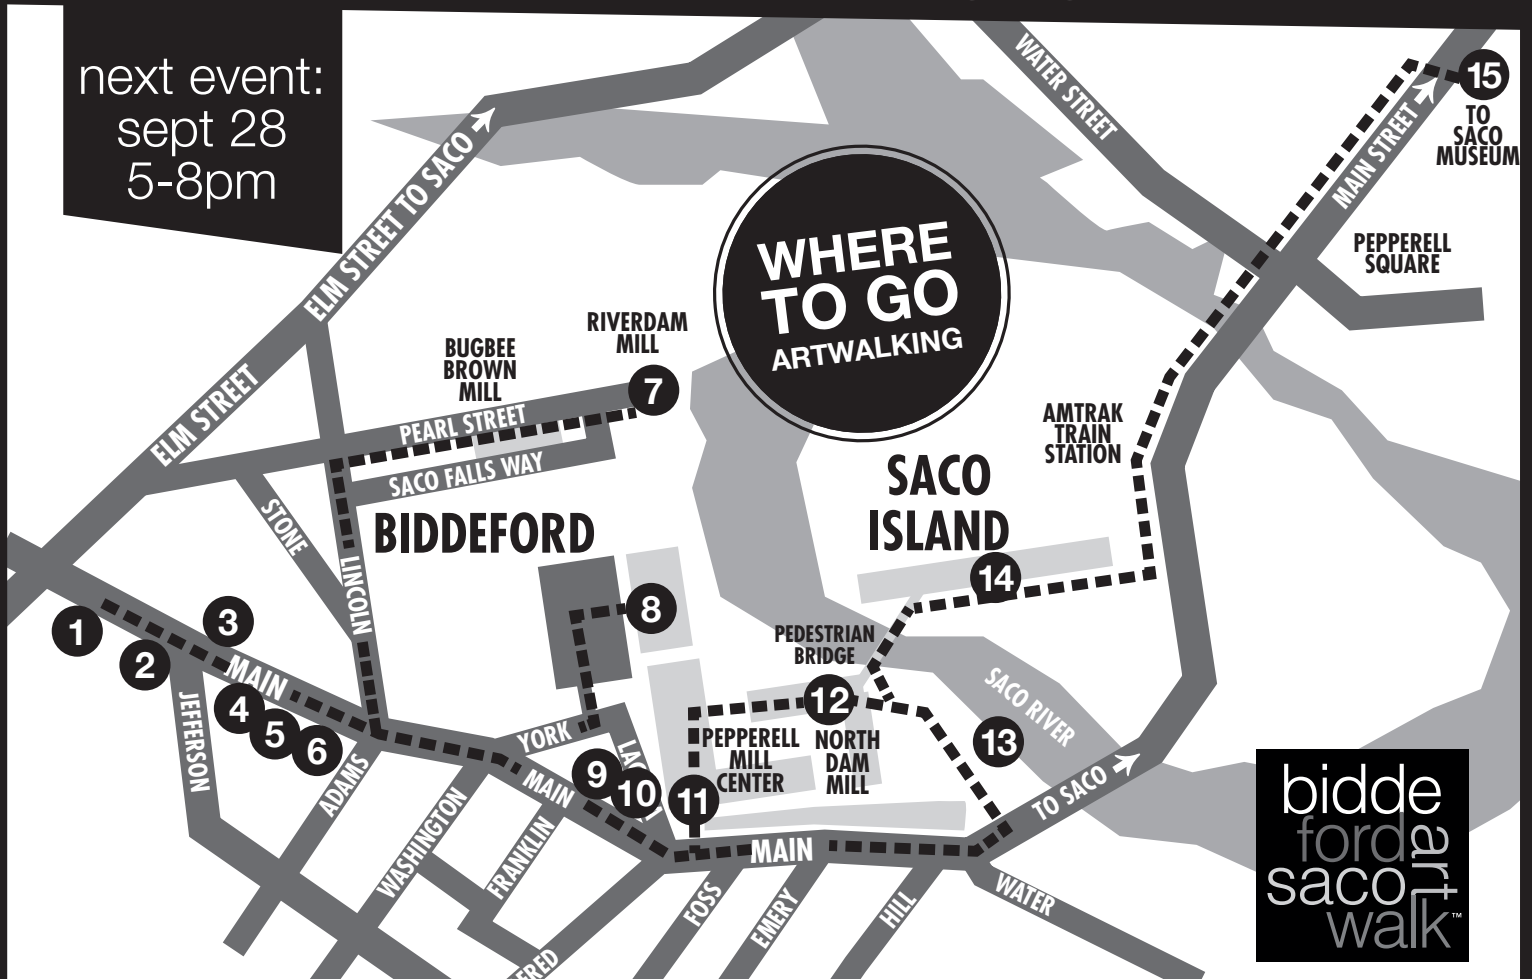 next event:
sept 28
5-8pm
WHERE
TO GO
ARTWALKING
WATER STREET
MAIN STREET
15
TO
SACO
MUSEUM
PEPPERELL
SQUARE
ELM STREET TO SACO
ELM STREET
RIVERDAM
MILL
7
BUGBEE
BROWN
MILL
PEARL STREET
SACO FALLS WAY
STONE
LINCOLN
BIDDEFORD
SACO
ISLAND
AMTRAK
TRAIN
STATION
14
8
PEDESTRIAN
BRIDGE
12
SACO RIVER
13
1
2
3
MAIN
4
5
6
JEFFERSON
ADAMS
WASHINGTON
FRANKLIN
YORK
MAIN
9
10
11
PEPPERELL
MILL
CENTER
NORTH
DAM
MILL
TO SACO
MAIN
FOSS
EMERY
HILL
WATER
bidde
ford
saco
walk™
art